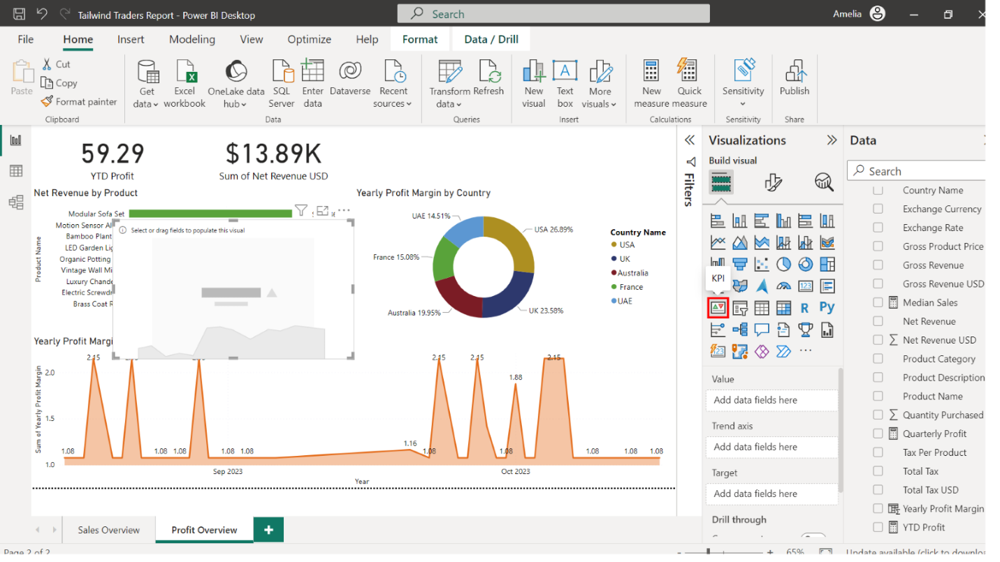 Tailwind Traders Report - Power BI Desktop
Search
Amelia
File Home Insert Modeling View Optimize Help Format Data / Drill
Paste
Cut
Copy
Format painter
Clipboard
Get data
Excel workbook
OneLake data hub
SQL Server
Enter data
Dataverse
Recent sources
Data
Transform data
Refresh
Queries
New visual
Text box
More visuals
Insert
New measure
Quick measure
Calculations
Sensitivity
Sensitivity
Publish
Share
59.29
YTD Profit
$13.89K
Sum of Net Revenue USD
Net Revenue by Product
Product Name
Modular Sofa Set
Motion Sensor Al
Bamboo Plant
LED Garden Lig
Organic Potting
Vintage Wall Mi
Luxury Chande
Electric Screwdr
Brass Coat R
Select or drag fields to populate this visual
Yearly Profit Margin by Country
UAE 14.51%
USA 26.89%
France 15.08%
Australia 19.95%
UK 23.58%
Country Name
USA
UK
Australia
France
UAE
Yearly Profit Margi
Sum of Yearly Profit Margin
2.0
1.5
1.0
2.15 2.15 2.15 2.15
1.88
1.16
1.08 1.08 1.08 1.08 1.08 1.08 1.08 1.08 1.08 1.08
Sep 2023 Oct 2023
Year
Filters
Visualizations
Build visual
KPI
123
R
Py
123
Value
Add data fields here
Trend axis
Add data fields here
Target
Add data fields here
Drill through
Data
Search
Country Name
Exchange Currency
Exchange Rate
Gross Product Price
Gross Revenue
Gross Revenue USD
Median Sales
Net Revenue
Net Revenue USD
Product Category
Product Description
Product Name
Quantity Purchased
Quarterly Profit
Tax Per Product
Total Tax
Total Tax USD
Yearly Profit Margin
YTD Profit
Sales Overview
Profit Overview
Page 2 of 2
65%
Update available (click to downloa